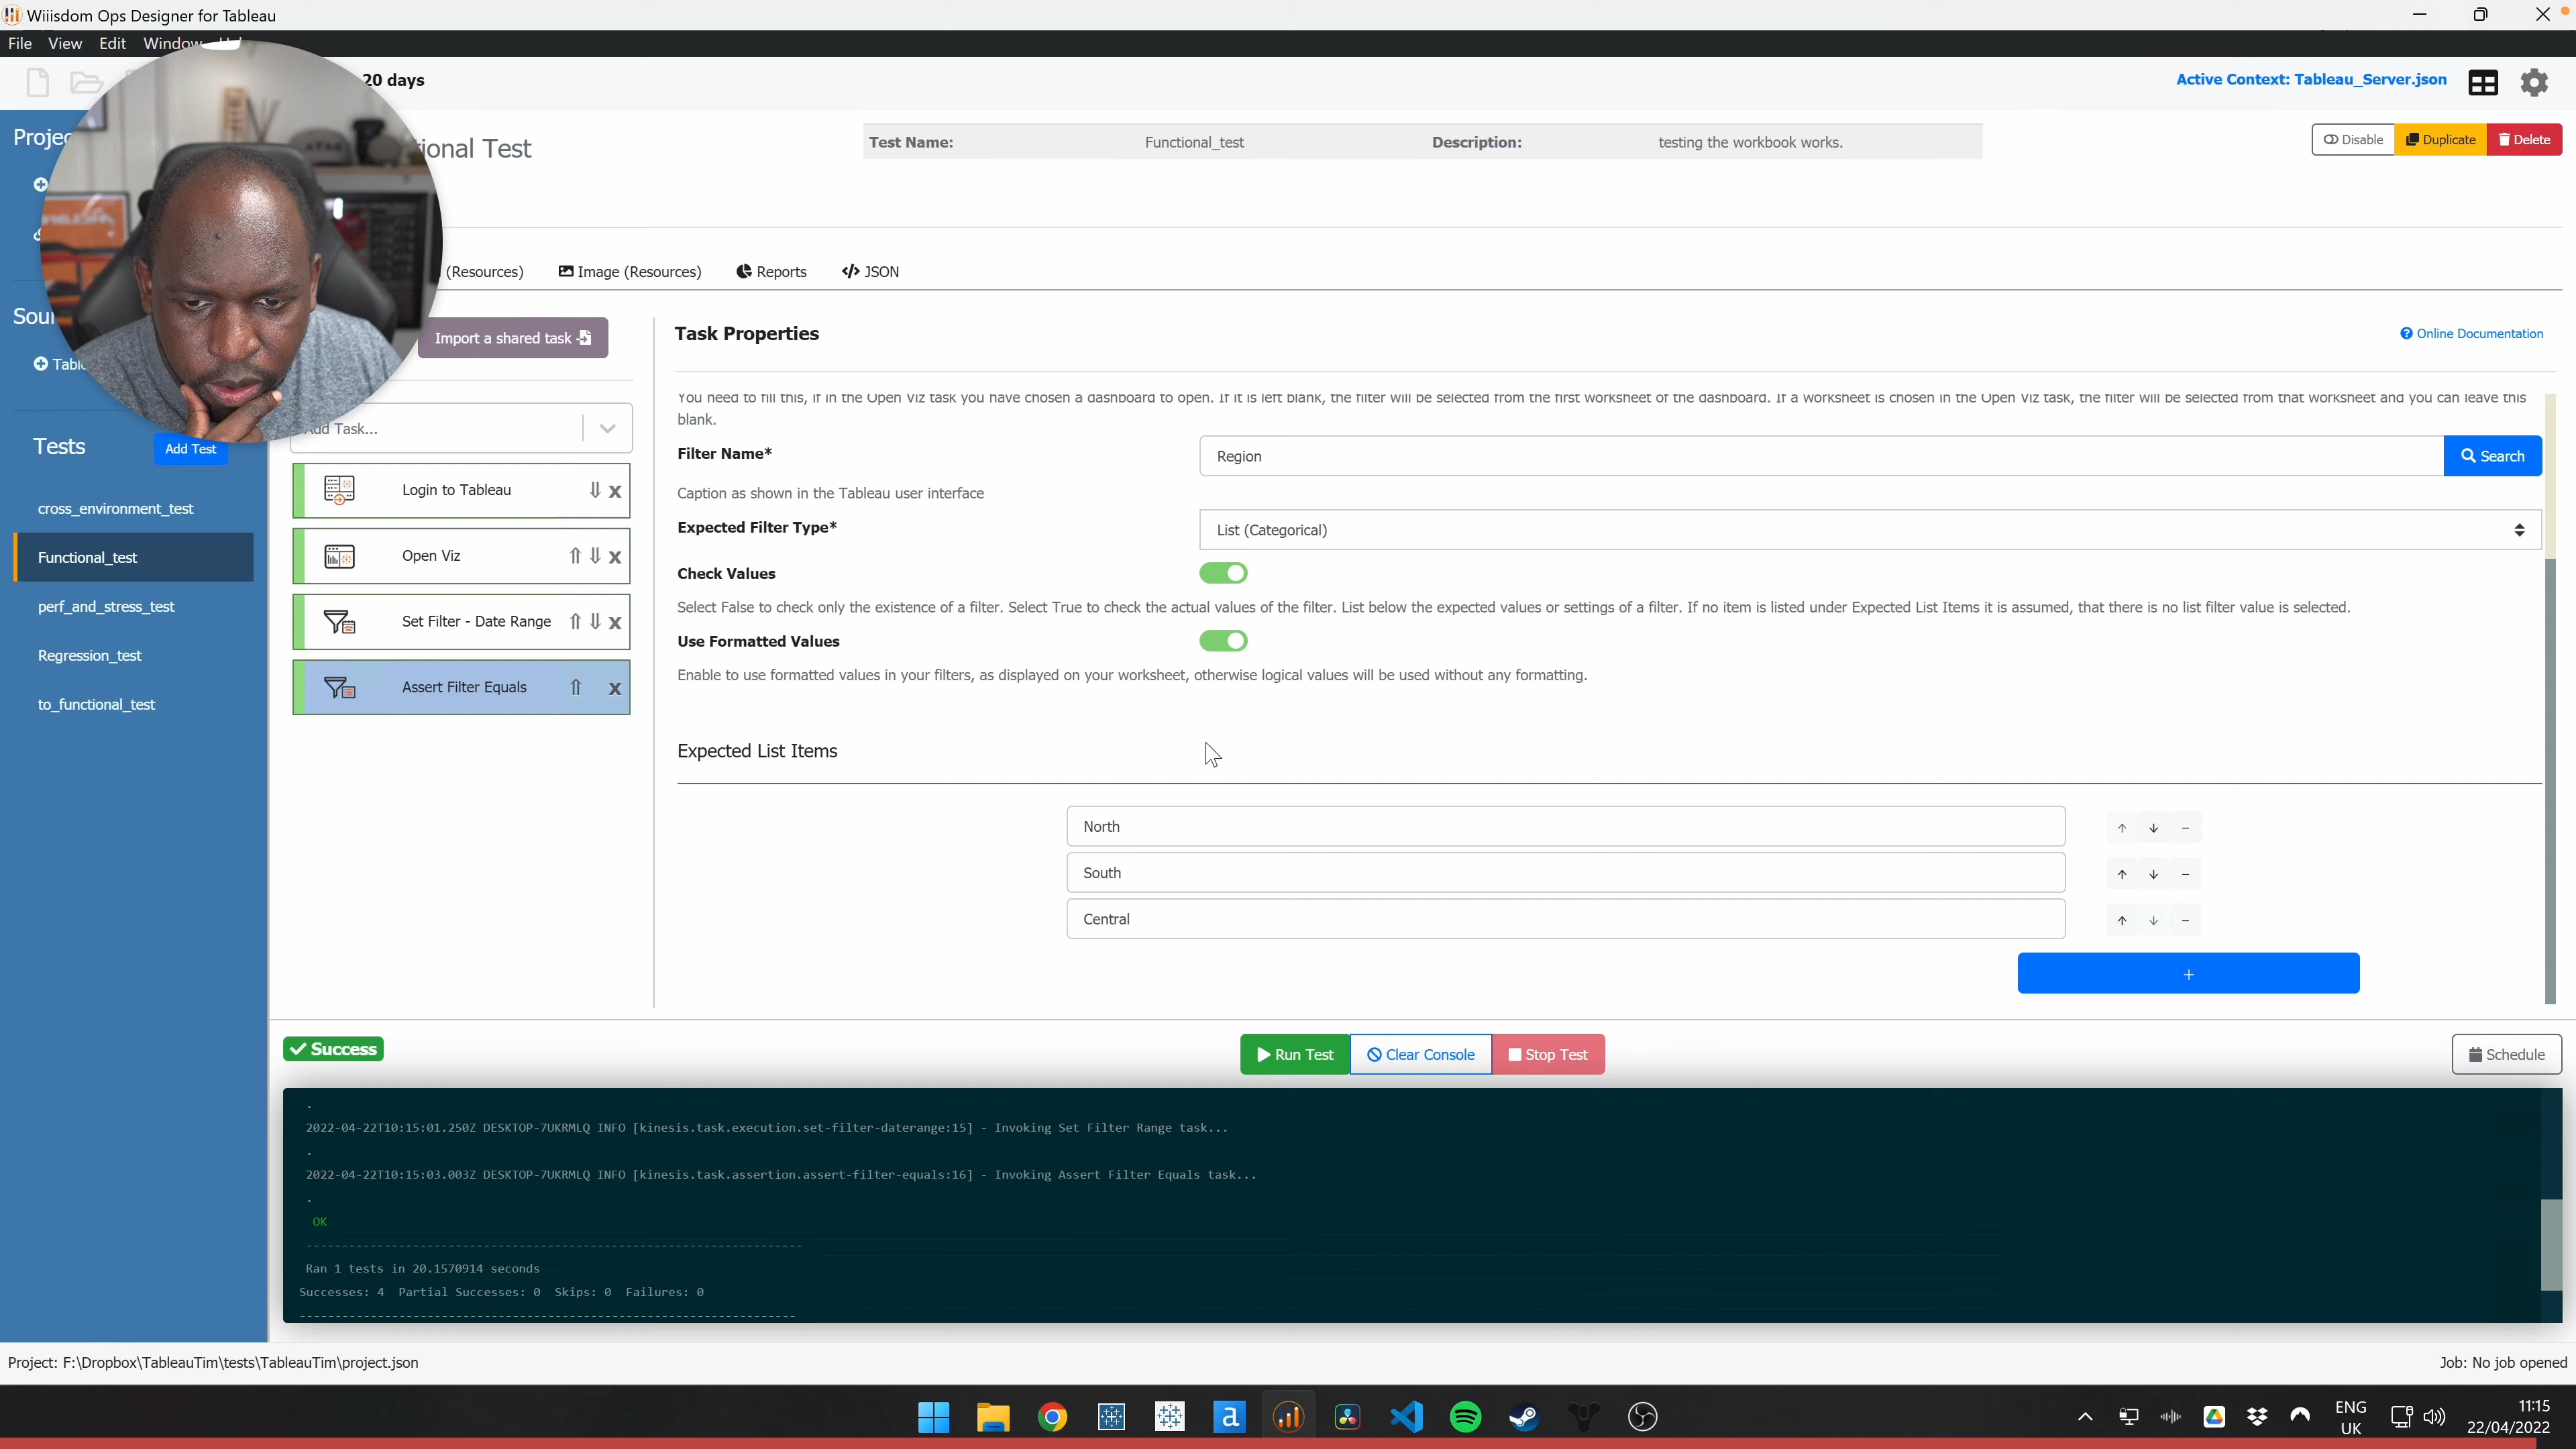 Wiiisdom Ops Designer for Tableau
File View Edit Window
20 days
Active Context: Tableau_Server.json
Test Name: Functional_test Description: testing the workbook works.
Disable Duplicate Delete
(Resources) Image (Resources) Reports JSON
Import a shared task
Task Properties
Online Documentation
You need to fill this, if in the Open Viz task you have chosen a dashboard to open. If it is left blank, the filter will be selected from the first worksheet of the dashboard. If a worksheet is chosen in the Open Viz task, the filter will be selected from that worksheet and you can leave this
blank.
Tests
Add Test
cross_environment_test
Functional_test
perf_and_stress_test
Regression_test
to_functional_test
Task...
Login to Tableau
Open Viz
Set Filter - Date Range
Assert Filter Equals
Filter Name*
Region
Search
Caption as shown in the Tableau user interface
Expected Filter Type*
List (Categorical)
Check Values
Select False to check only the existence of a filter. Select True to check the actual values of the filter. List below the expected values or settings of a filter. If no item is listed under Expected List Items it is assumed, that there is no list filter value is selected.
Use Formatted Values
Enable to use formatted values in your filters, as displayed on your worksheet, otherwise logical values will be used without any formatting.
Expected List Items
North
South
Central
+
Success
Run Test Clear Console Stop Test
Schedule
2022-04-22T10:15:01.250Z DESKTOP-7UKRMLQ INFO [kinesis.task.execution.set-filter-daterange:15] - Invoking Set Filter Range task...
.
2022-04-22T10:15:03.003Z DESKTOP-7UKRMLQ INFO [kinesis.task.assertion.assert-filter-equals:16] - Invoking Assert Filter Equals task...
.
OK
Ran 1 tests in 20.1570914 seconds
Successes: 4 Partial Successes: 0 Skips: 0 Failures: 0
Project: F:\Dropbox\TableauTim\tests\TableauTim\project.json
Job: No job opened
ENG
UK
11:15
22/04/2022